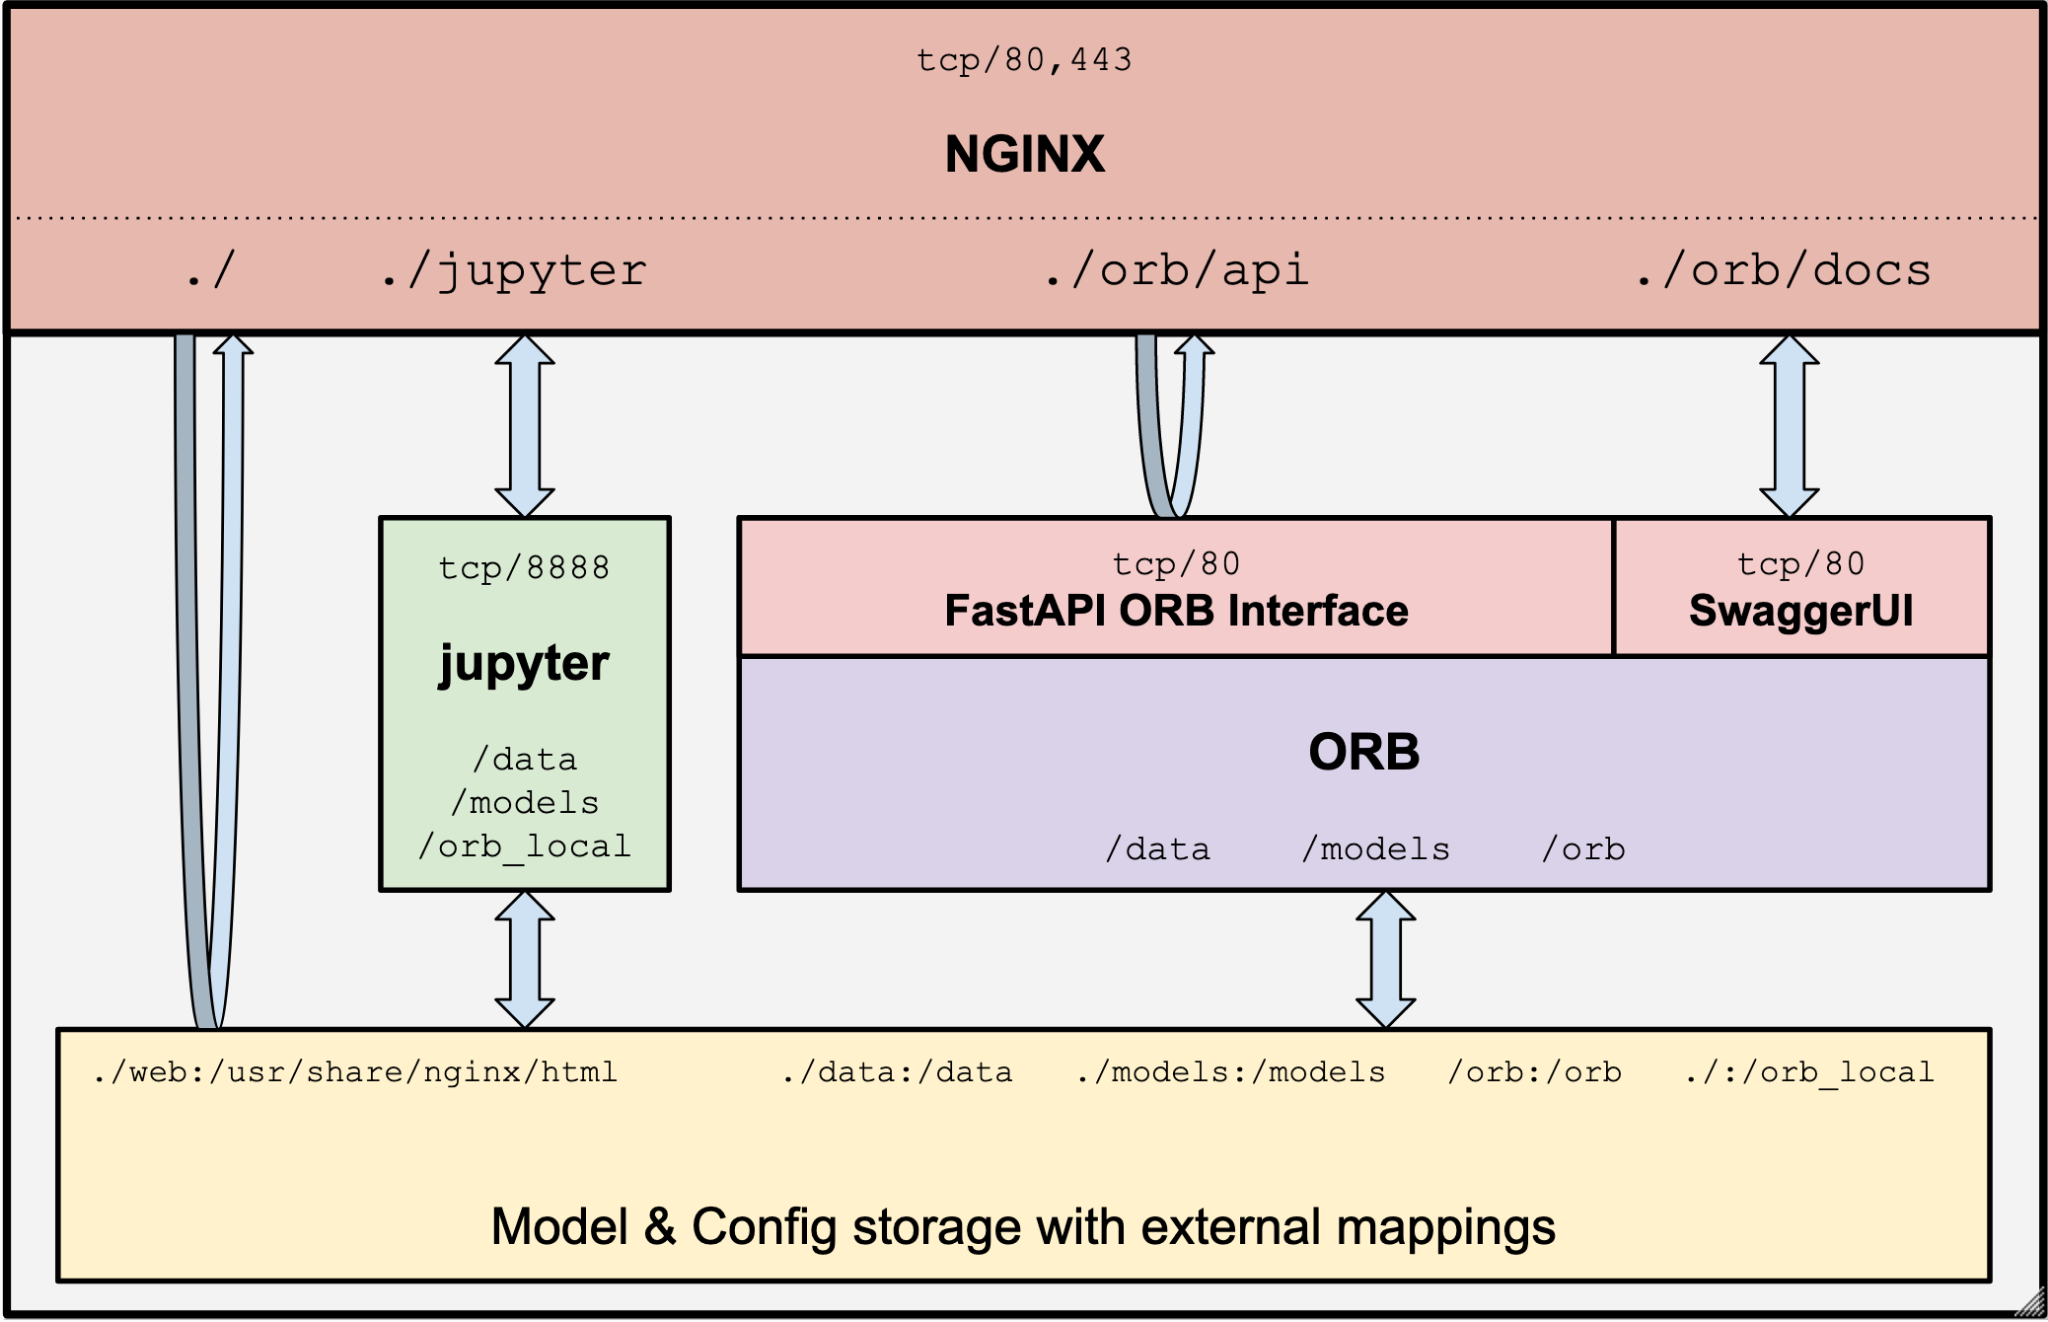 tcp/80,443
NGINX
./ ./jupyter ./orb/api ./orb/docs
tcp/8888
jupyter
/data
/models
/orb_local
tcp/80
FastAPI ORB Interface
tcp/80
SwaggerUI
ORB
/data /models /orb
./web:/usr/share/nginx/html ./data:/data ./models:/models /orb:/orb ./:/orb_local
Model & Config storage with external mappings